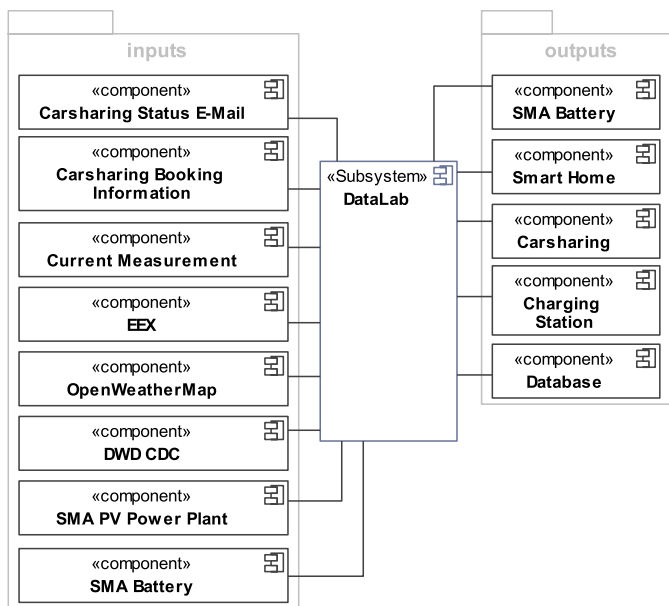 inputs
«component»
Carsharing Status E-Mail
«component»
Carsharing Booking
Information
«component»
Current Measurement
«component»
EEX
«component»
OpenWeatherMap
«component»
DWD CDC
«component»
SMA PV Power Plant
«component»
SMA Battery
«Subsystem»
DataLab
outputs
«component»
SMA Battery
«component»
Smart Home
«component»
Carsharing
«component»
Charging
Station
«component»
Database